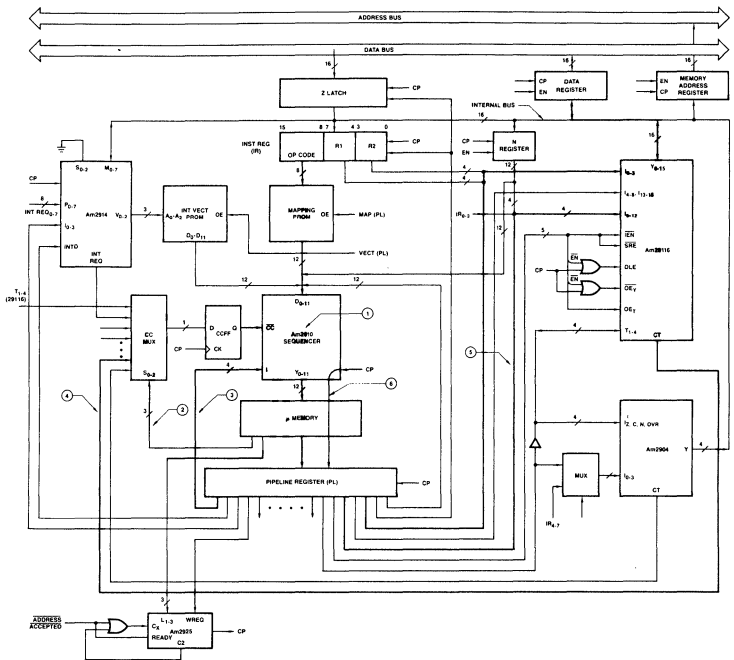 ADDRESS BUS
DATA BUS
16
16
16
Z LATCH
CP
CP
EN
DATA REGISTER
EN
CP
MEMORY ADDRESS REGISTER
INTERNAL BUS
16
16
15
8 7
4 3
0
INST REG (IR)
OP CODE
R1
R2
CP
CP
EN
N REGISTER
12
S0-2
M0-7
CP
8
INT REQ0-7
P0-7
I0-3
INTD
Am2914
V0-2
INT REQ
3
INT VECT PROM
A0-A3
OE
D0-D11
8
MAPPING PROM
OE
MAP (PL)
VECT (PL)
12
12
12
12
4
4
4
IR0-3
4
5
Y0-15
I0-3
I4-8, I13-15
I9-12
IEN
SRE
Am29116
DLE
OEY
OET
T1-4
CT
EN
CP
EN
T1-4
(29116)
CC MUX
S0-2
1
D
Q
CCFF
CP
CK
CC
D0-11
Am2910 SEQUENCER
1
I
Y0-11
4
12
CP
6
5
4
3
2
3
μ MEMORY
PIPELINE REGISTER (PL)
CP
4
4
I
Z, C, N, OVR
Am2904
Y
4
I0-3
CT
MUX
IR4-7
ADDRESS ACCEPTED
3
L1-3
WREQ
CX
Am2925
READY
C2
CP